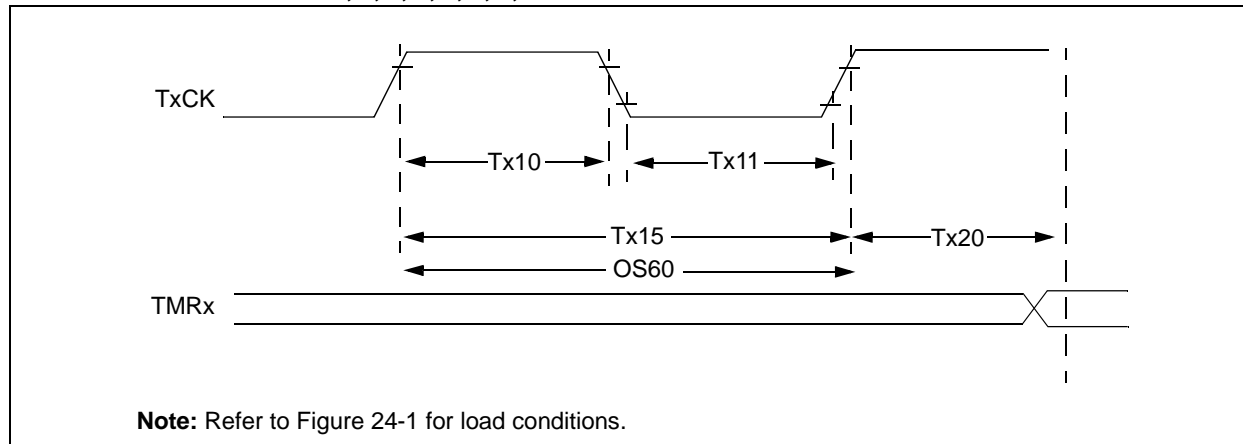 TxCK
Tx10
Tx11
Tx15
Tx20
OS60
TMRx
Note: Refer to Figure 24-1 for load conditions.